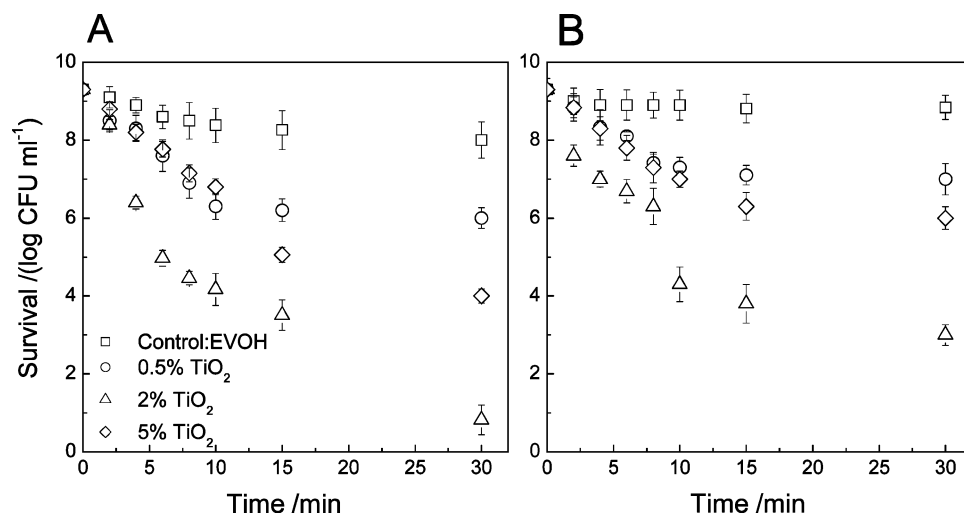 A
B
10
8
6
4
2
0
Survival /(log CFU ml⁻¹)
Control:EVOH
0.5% TiO₂
2% TiO₂
5% TiO₂
0 5 10 15 20 25 30
Time /min
10
8
6
4
2
0
0 5 10 15 20 25 30
Time /min